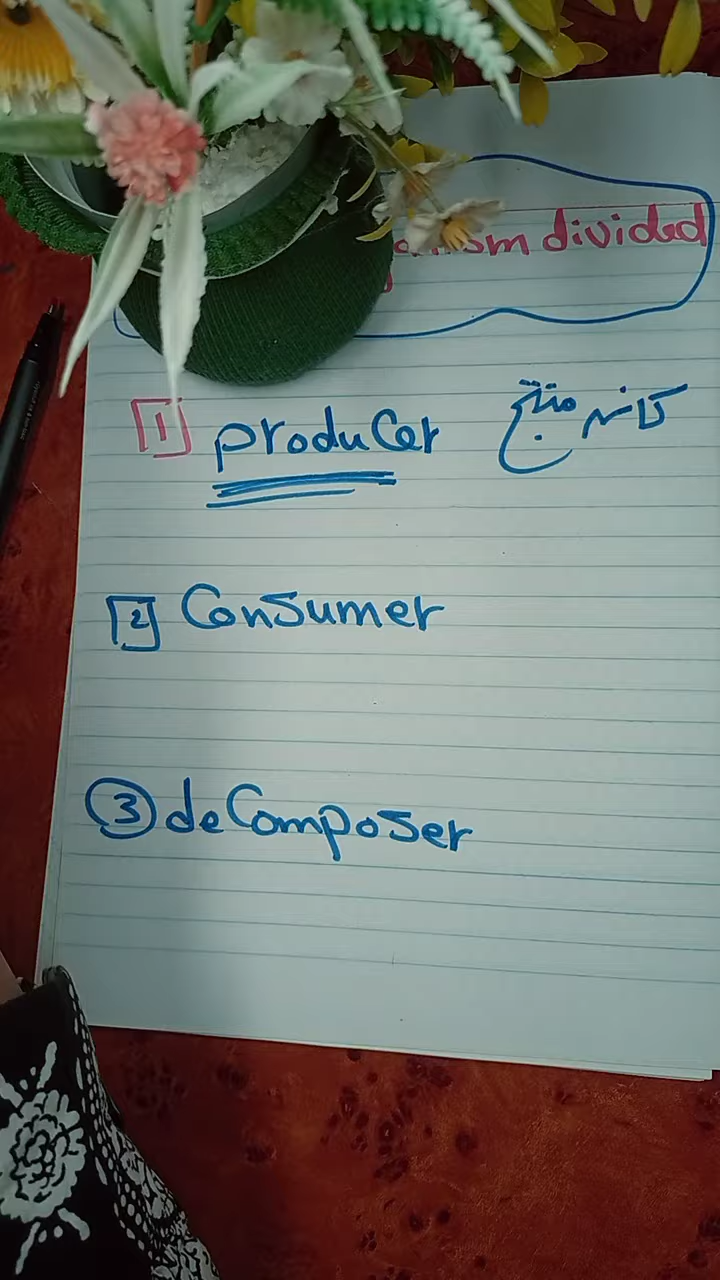 divided
1 producer كائن منتج
2 Consumer
3 decomposer